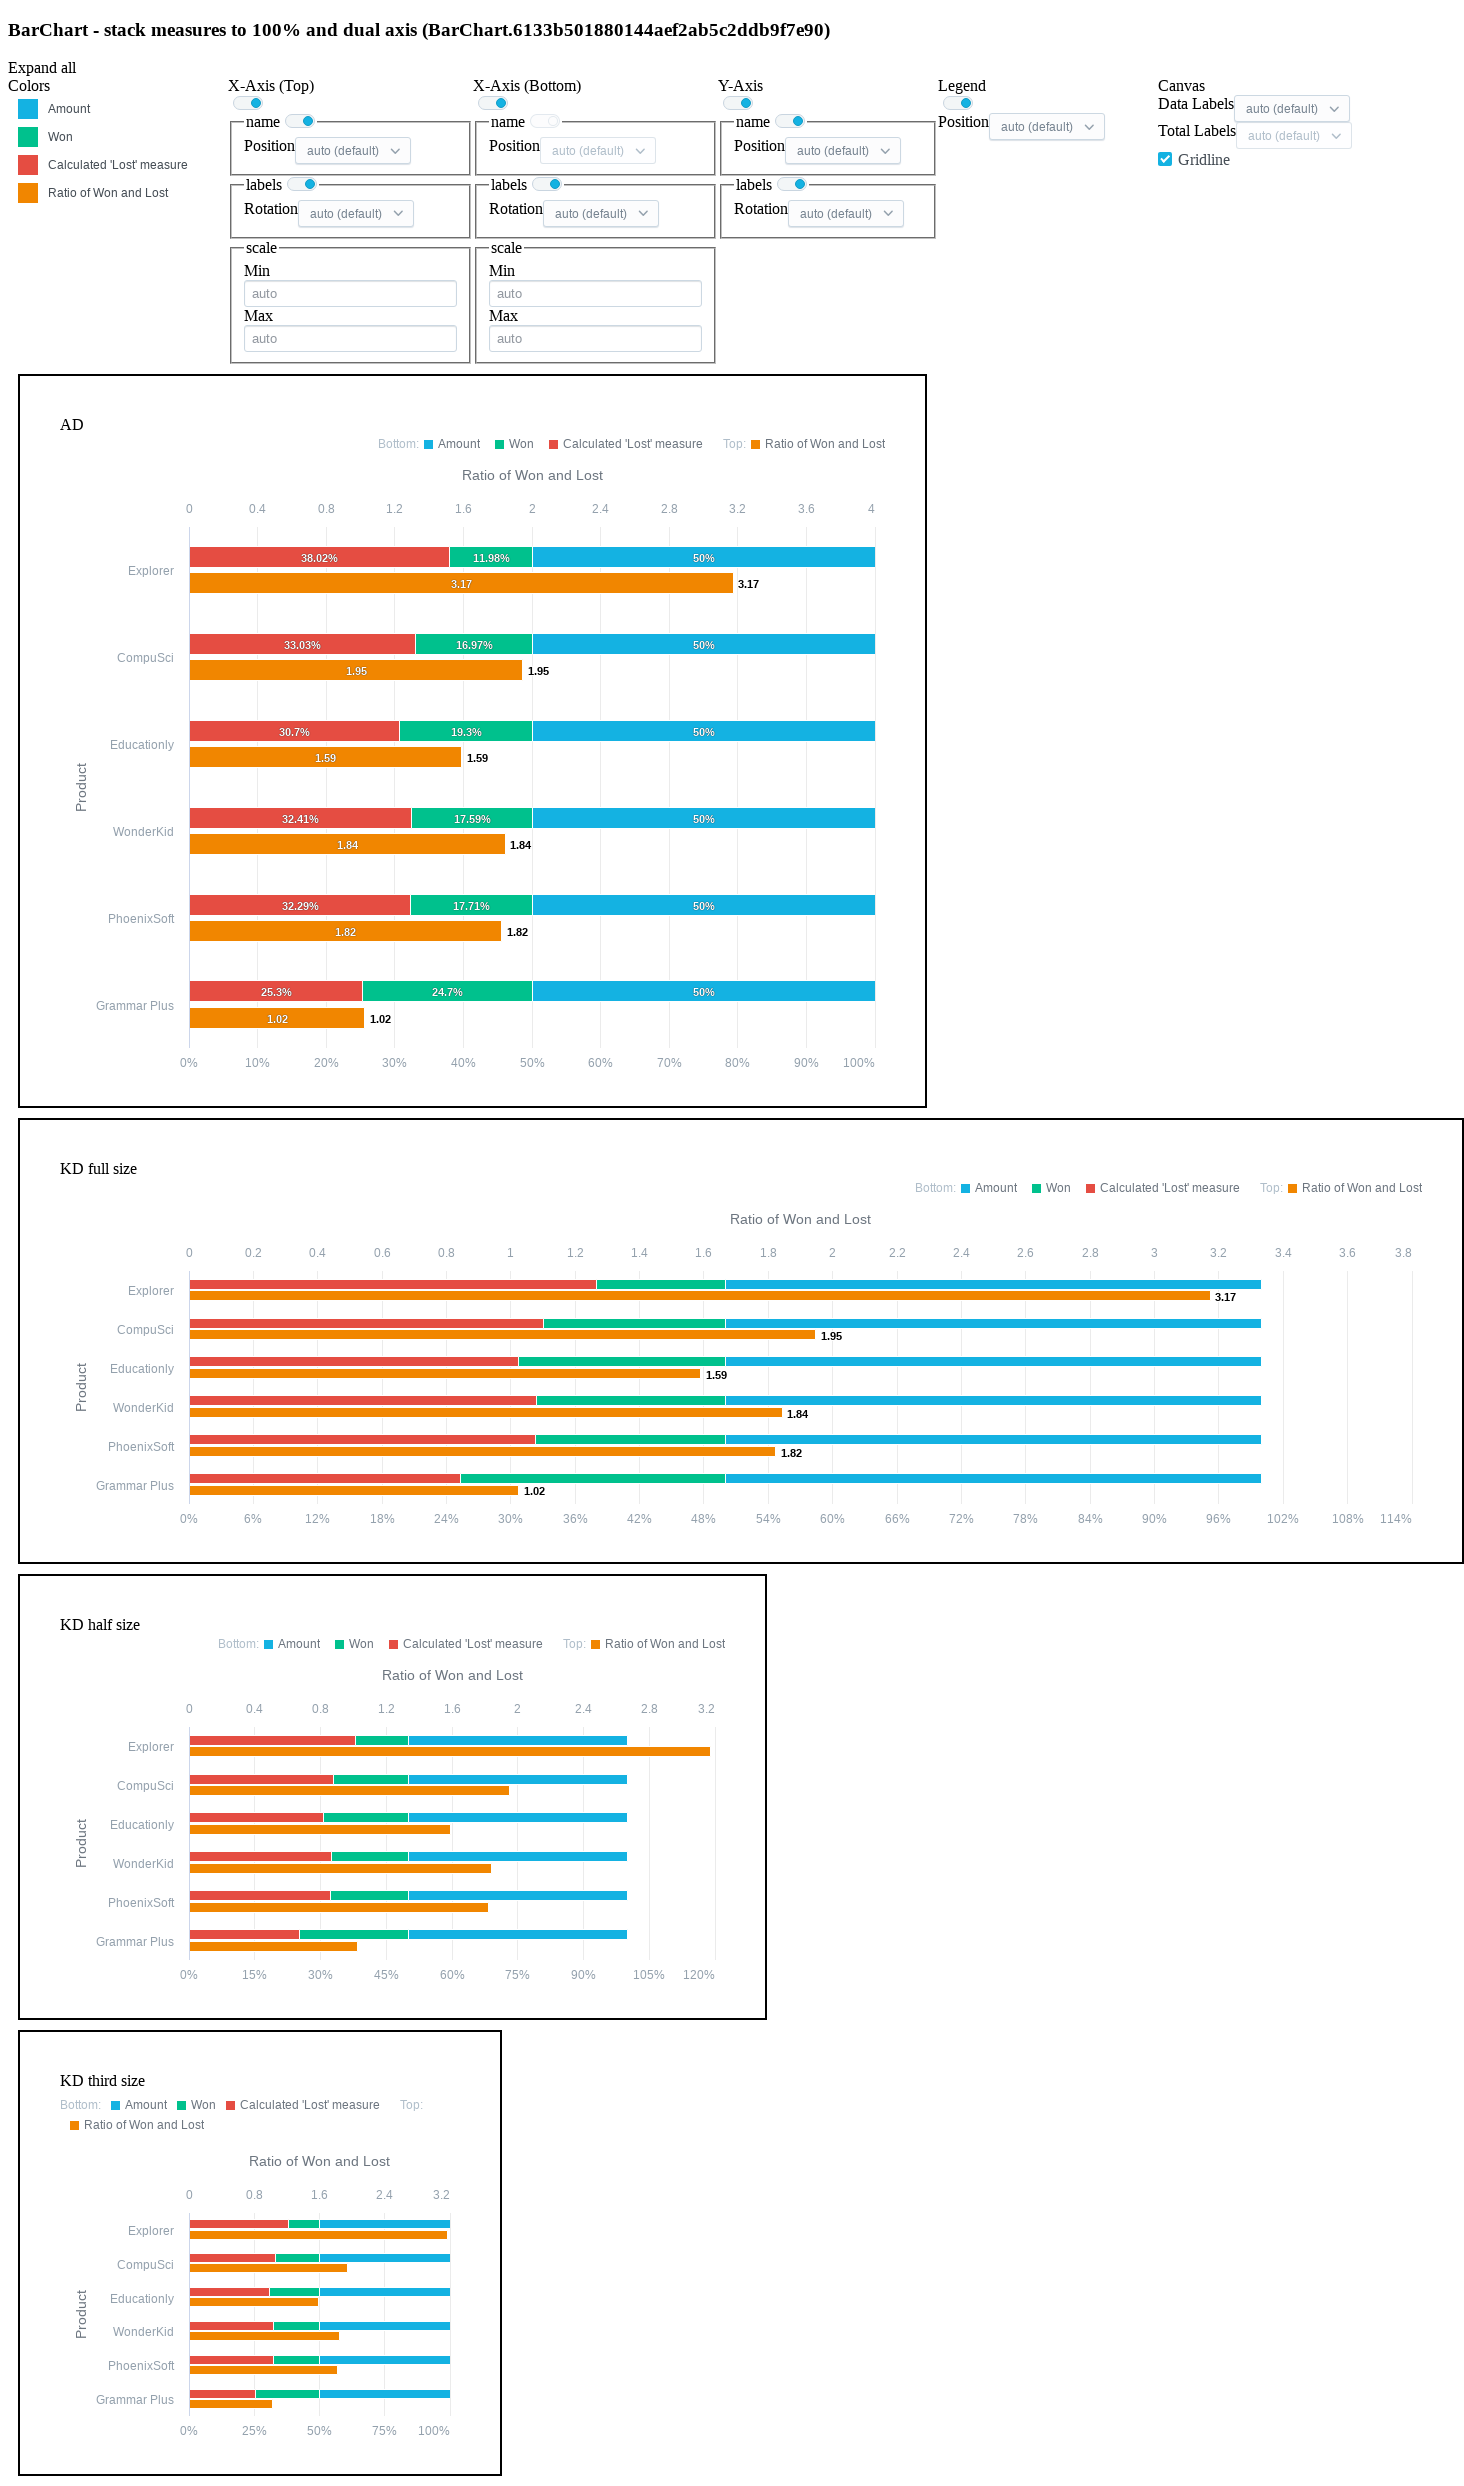 BarChart - stack measures to 100% and dual axis (BarChart.6133b501880144aef2ab5c2ddb9f7e90)
Expand all
Colors
Amount
Won
Calculated 'Lost' measure
Ratio of Won and Lost
X-Axis (Top)
name
Position auto (default)
labels
Rotation auto (default)
scale
Min
auto
Max
auto
X-Axis (Bottom)
name
Position auto (default)
labels
Rotation auto (default)
scale
Min
auto
Max
auto
Y-Axis
name
Position auto (default)
labels
Rotation auto (default)
Legend
Position auto (default)
Canvas
Data Labels auto (default)
Total Labels auto (default)
Gridline
AD
Bottom: Amount Won Calculated 'Lost' measure Top: Ratio of Won and Lost
Ratio of Won and Lost
0 0.4 0.8 1.2 1.6 2 2.4 2.8 3.2 3.6 4
Product
Explorer 38.02% 11.98% 50%
3.17 3.17
CompuSci 33.03% 16.97% 50%
1.95 1.95
Educationly 30.7% 19.3% 50%
1.59 1.59
WonderKid 32.41% 17.59% 50%
1.84 1.84
PhoenixSoft 32.29% 17.71% 50%
1.82 1.82
Grammar Plus 25.3% 24.7% 50%
1.02 1.02
0% 10% 20% 30% 40% 50% 60% 70% 80% 90% 100%
KD full size
Bottom: Amount Won Calculated 'Lost' measure Top: Ratio of Won and Lost
Ratio of Won and Lost
0 0.2 0.4 0.6 0.8 1 1.2 1.4 1.6 1.8 2 2.2 2.4 2.6 2.8 3 3.2 3.4 3.6 3.8
Product
Explorer 3.17
CompuSci 1.95
Educationly 1.59
WonderKid 1.84
PhoenixSoft 1.82
Grammar Plus 1.02
0% 6% 12% 18% 24% 30% 36% 42% 48% 54% 60% 66% 72% 78% 84% 90% 96% 102% 108% 114%
KD half size
Bottom: Amount Won Calculated 'Lost' measure Top: Ratio of Won and Lost
Ratio of Won and Lost
0 0.4 0.8 1.2 1.6 2 2.4 2.8 3.2
Product
Explorer
CompuSci
Educationly
WonderKid
PhoenixSoft
Grammar Plus
0% 15% 30% 45% 60% 75% 90% 105% 120%
KD third size
Bottom: Amount Won Calculated 'Lost' measure Top:
Ratio of Won and Lost
Ratio of Won and Lost
0 0.8 1.6 2.4 3.2
Product
Explorer
CompuSci
Educationly
WonderKid
PhoenixSoft
Grammar Plus
0% 25% 50% 75% 100%